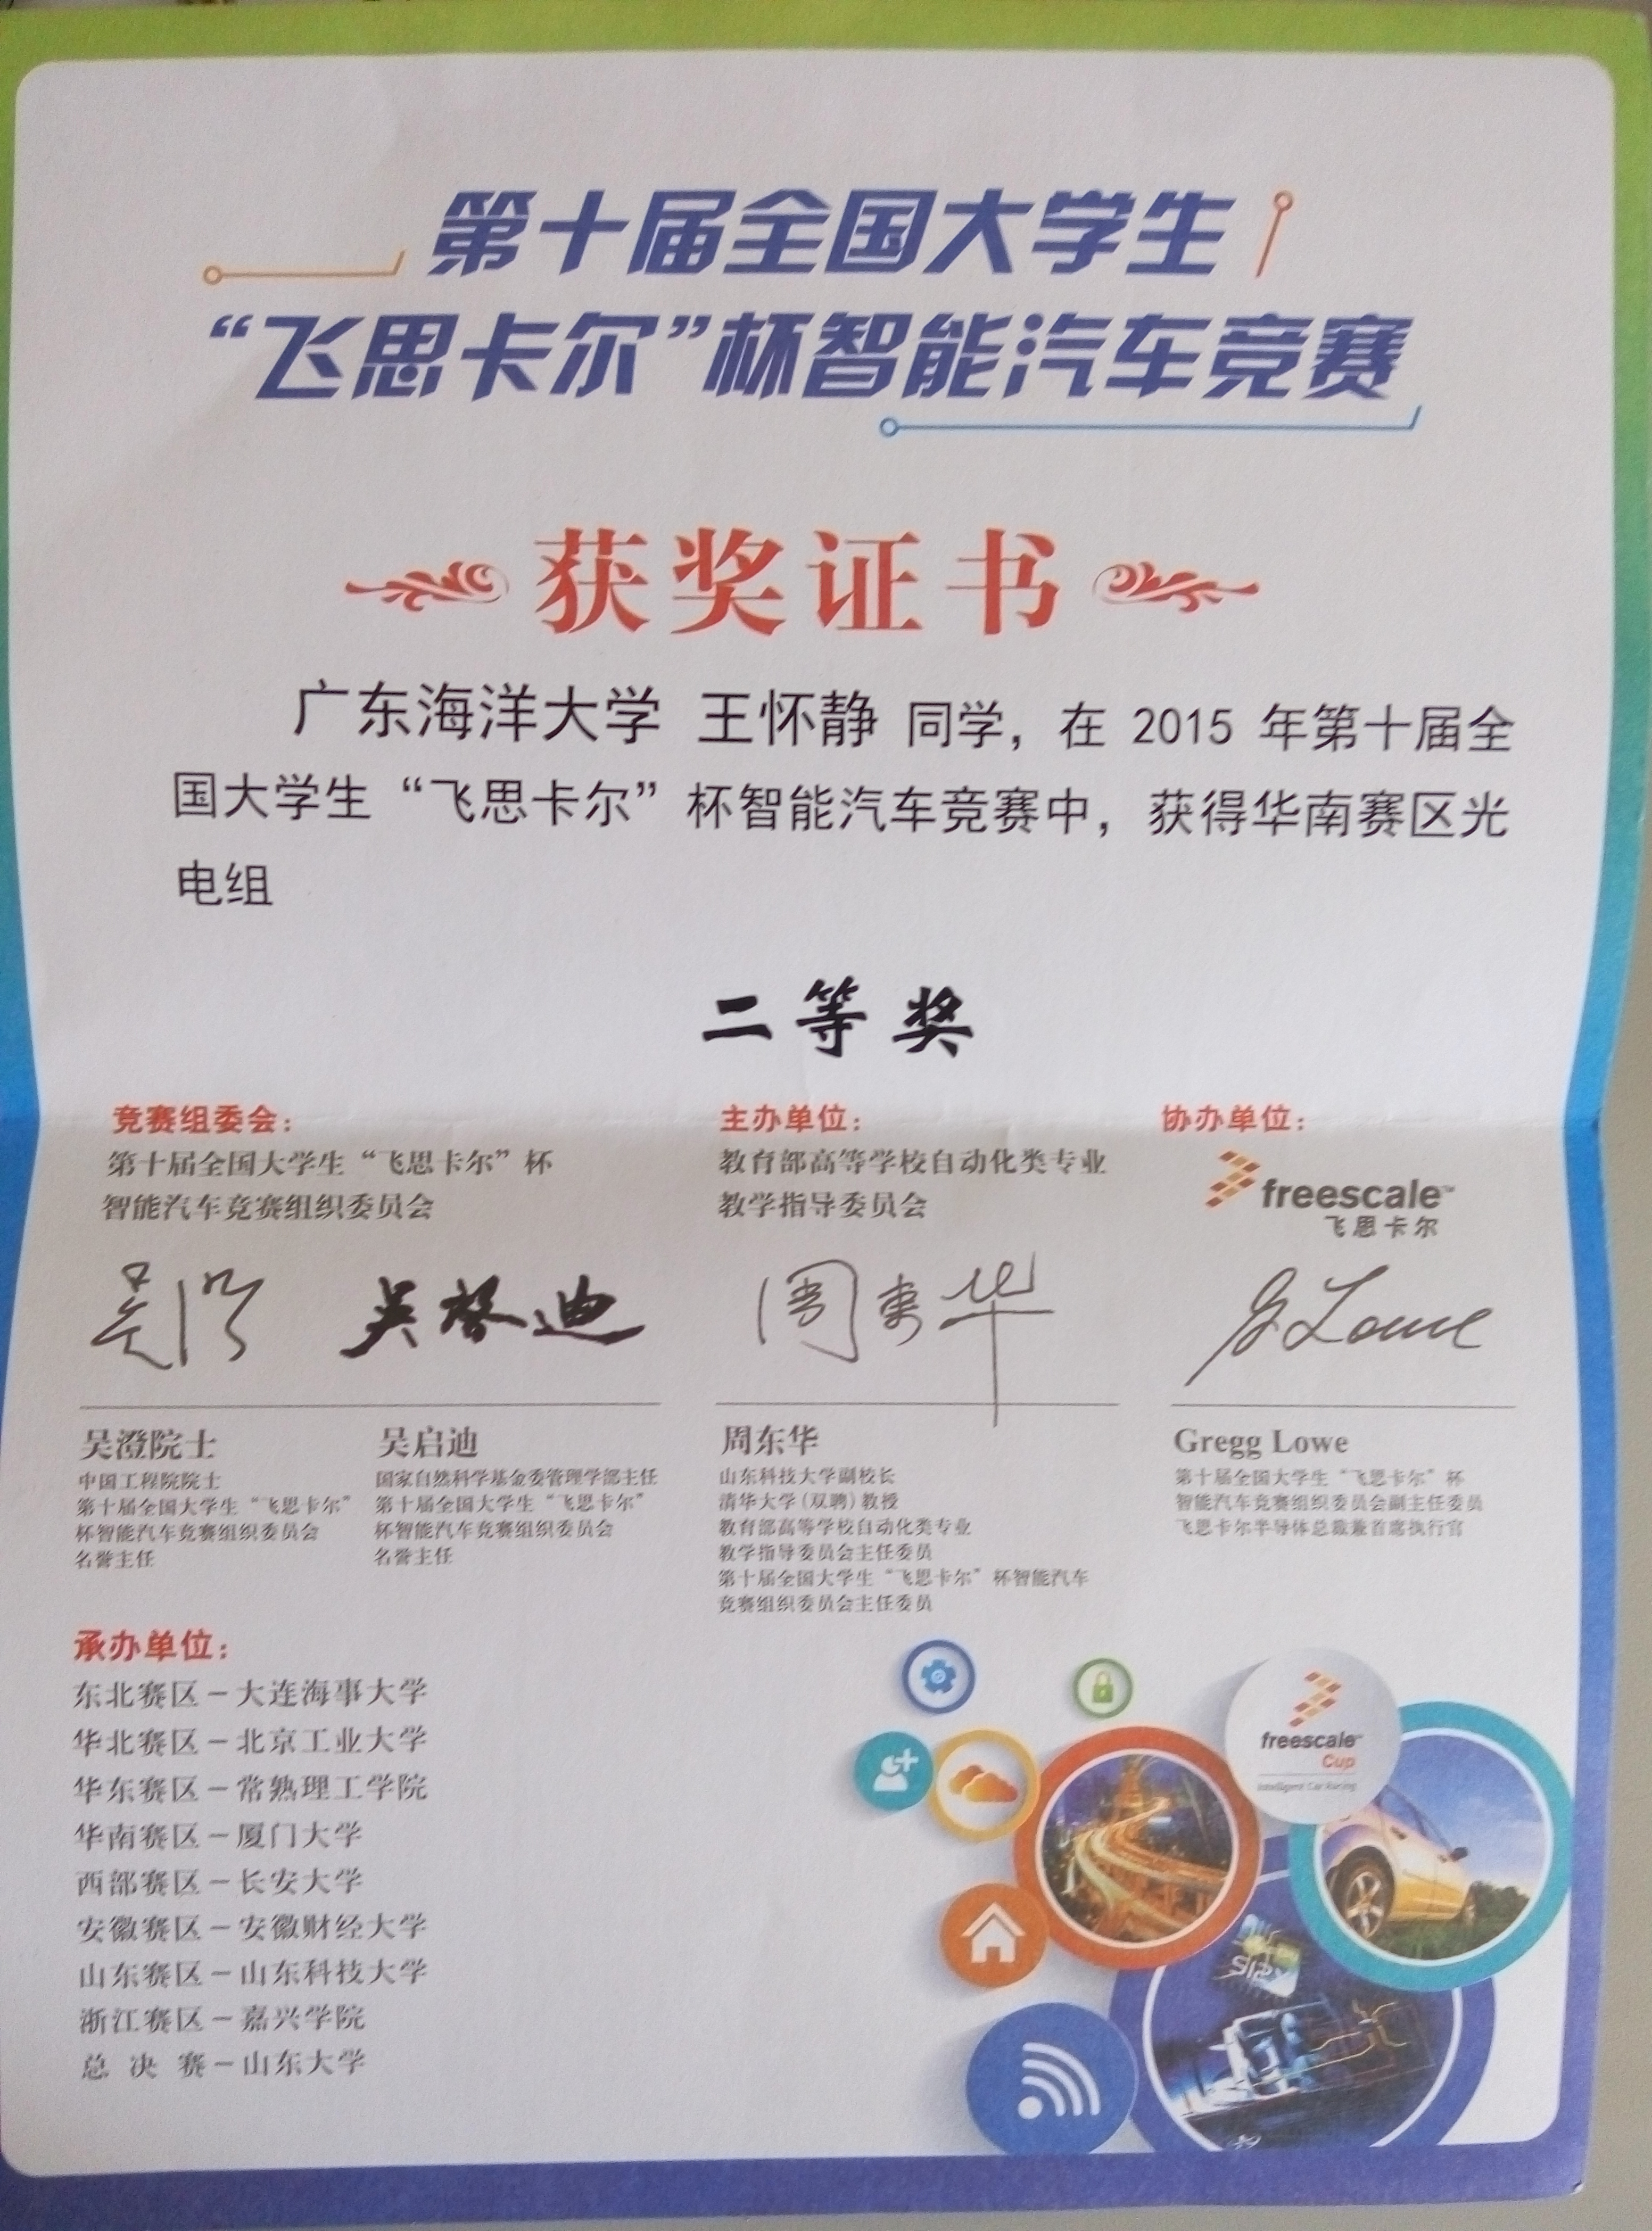 第十届全国大学生
“飞思卡尔”杯智能汽车竞赛
获奖证书
广东海洋大学 王怀静 同学，在 2015 年第十届全
国大学生“飞思卡尔”杯智能汽车竞赛中，获得华南赛区光
电组
二等奖
竞赛组委会：
第十届全国大学生“飞思卡尔”杯
智能汽车竞赛组织委员会
吴澄 吴启迪
吴澄院士
中国工程院院士
第十届全国大学生“飞思卡尔”
杯智能汽车竞赛组织委员会
名誉主任
吴启迪
国家自然科学基金委管理学部主任
第十届全国大学生“飞思卡尔”
杯智能汽车竞赛组织委员会
名誉主任
主办单位：
教育部高等学校自动化类专业
教学指导委员会
周东华
周东华
山东科技大学副校长
清华大学（双聘）教授
教育部高等学校自动化类专业
教学指导委员会主任委员
第十届全国大学生“飞思卡尔”杯智能汽车
竞赛组织委员会主任委员
协办单位：
freescale™
飞思卡尔
G Lowe
Gregg Lowe
第十届全国大学生“飞思卡尔”杯
智能汽车竞赛组织委员会副主任委员
飞思卡尔半导体总裁兼首席执行官
承办单位：
东北赛区－大连海事大学
华北赛区－北京工业大学
华东赛区－常熟理工学院
华南赛区－厦门大学
西部赛区－长安大学
安徽赛区－安徽财经大学
山东赛区－山东科技大学
浙江赛区－嘉兴学院
总 决 赛－山东大学
freescale™
Cup
Intelligent Car Racing